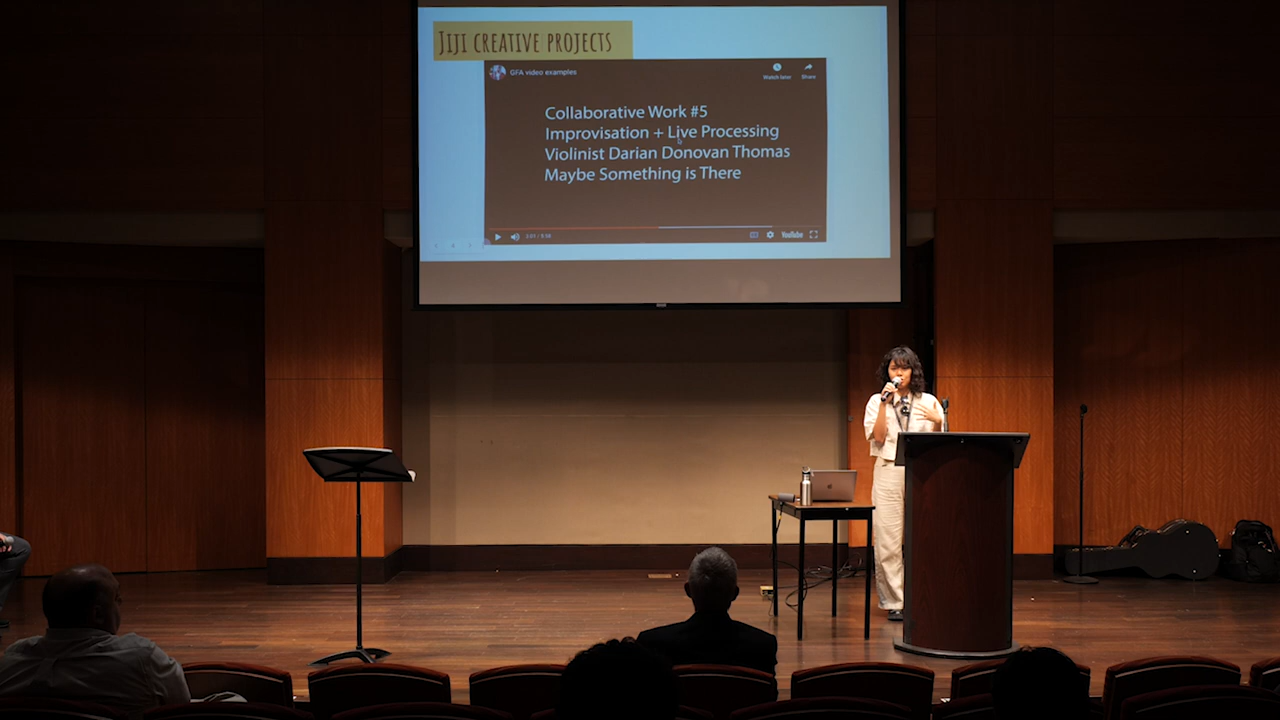 JIJI CREATIVE PROJECTS
GFA video examples
Watch later
Share
Collaborative Work #5
Improvisation + Live Processing
Violinist Darian Donovan Thomas
Maybe Something is There
YouTube